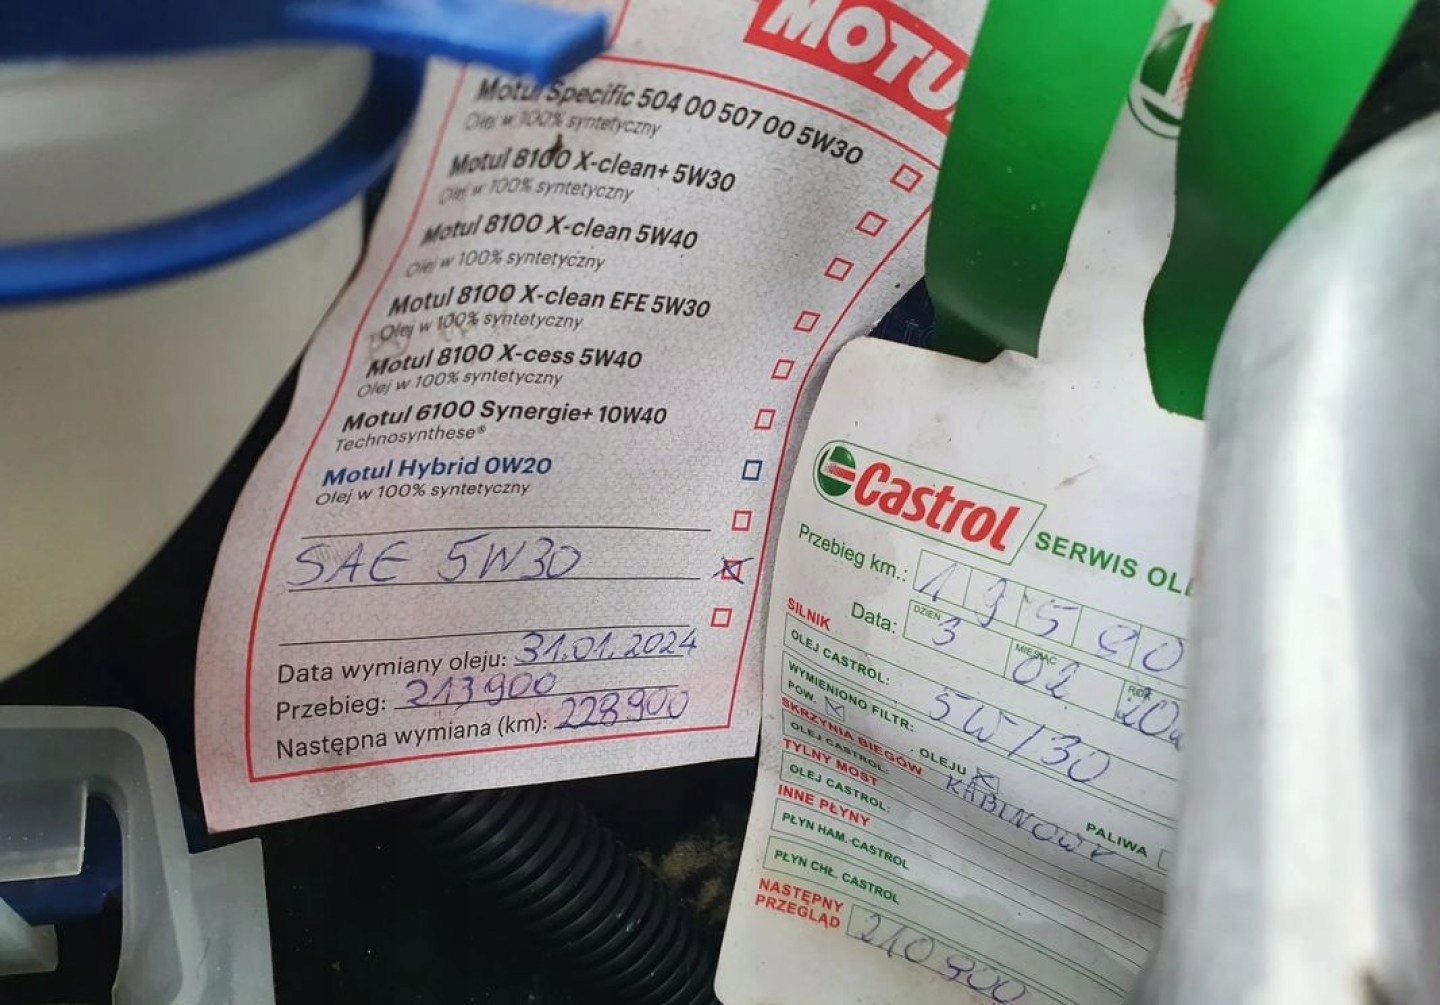 MOTU
Motul Specific 504 00 507 00 5W30
Olej w 100% syntetyczny
Motul 8100 X-clean+ 5W30
Olej w 100% syntetyczny
Motul 8100 X-clean 5W40
Olej w 100% syntetyczny
Motul 8100 X-clean EFE 5W30
Olej w 100% syntetyczny
Motul 8100 X-cess 5W40
Olej w 100% syntetyczny
Motul 6100 Synergie+ 10W40
Technosynthese®
Motul Hybrid 0W20
Olej w 100% syntetyczny
SAE 5W30
Data wymiany oleju: 31.01.2024
Przebieg: 213900
Następna wymiana (km): 228900
Castrol SERWIS OLE
Przebieg km.:
Data: DZIEŃ 3 MIESIĄC 02 ROK
SILNIK
OLEJ CASTROL: 5W/30
WYMIENIONO FILTR:
POW. OLEJU KABINOWY PALIWA
SKRZYNIA BIEGÓW
OLEJ CASTROL:
TYLNY MOST
OLEJ CASTROL:
INNE PŁYNY
PŁYN HAM. CASTROL
PŁYN CHŁ. CASTROL
NASTĘPNY
PRZEGLĄD 210900